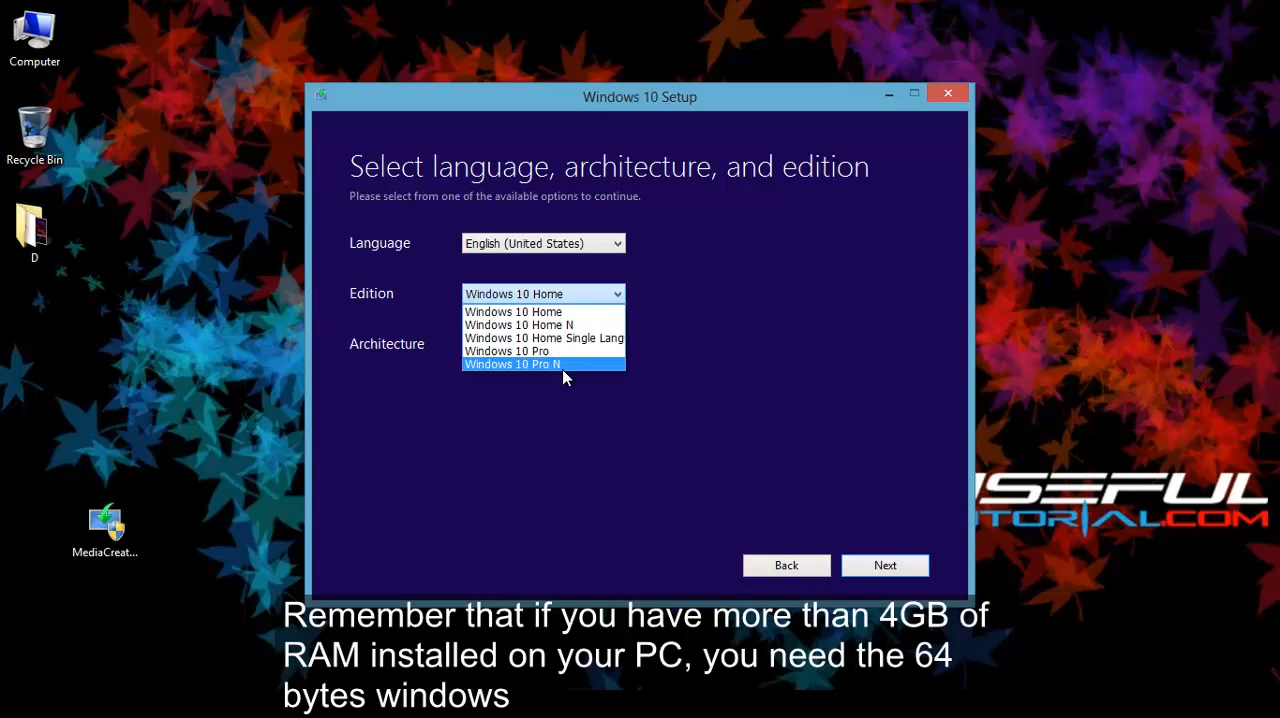 Computer
Recycle Bin
D
MediaCreat...
Windows 10 Setup
Select language, architecture, and edition
Please select from one of the available options to continue.
Language
English (United States)
Edition
Windows 10 Home
Windows 10 Home
Windows 10 Home N
Windows 10 Home Single Lang
Windows 10 Pro
Windows 10 Pro N
Architecture
Back
Next
USEFUL
TUTORIAL.COM
Remember that if you have more than 4GB of
RAM installed on your PC, you need the 64
bytes windows